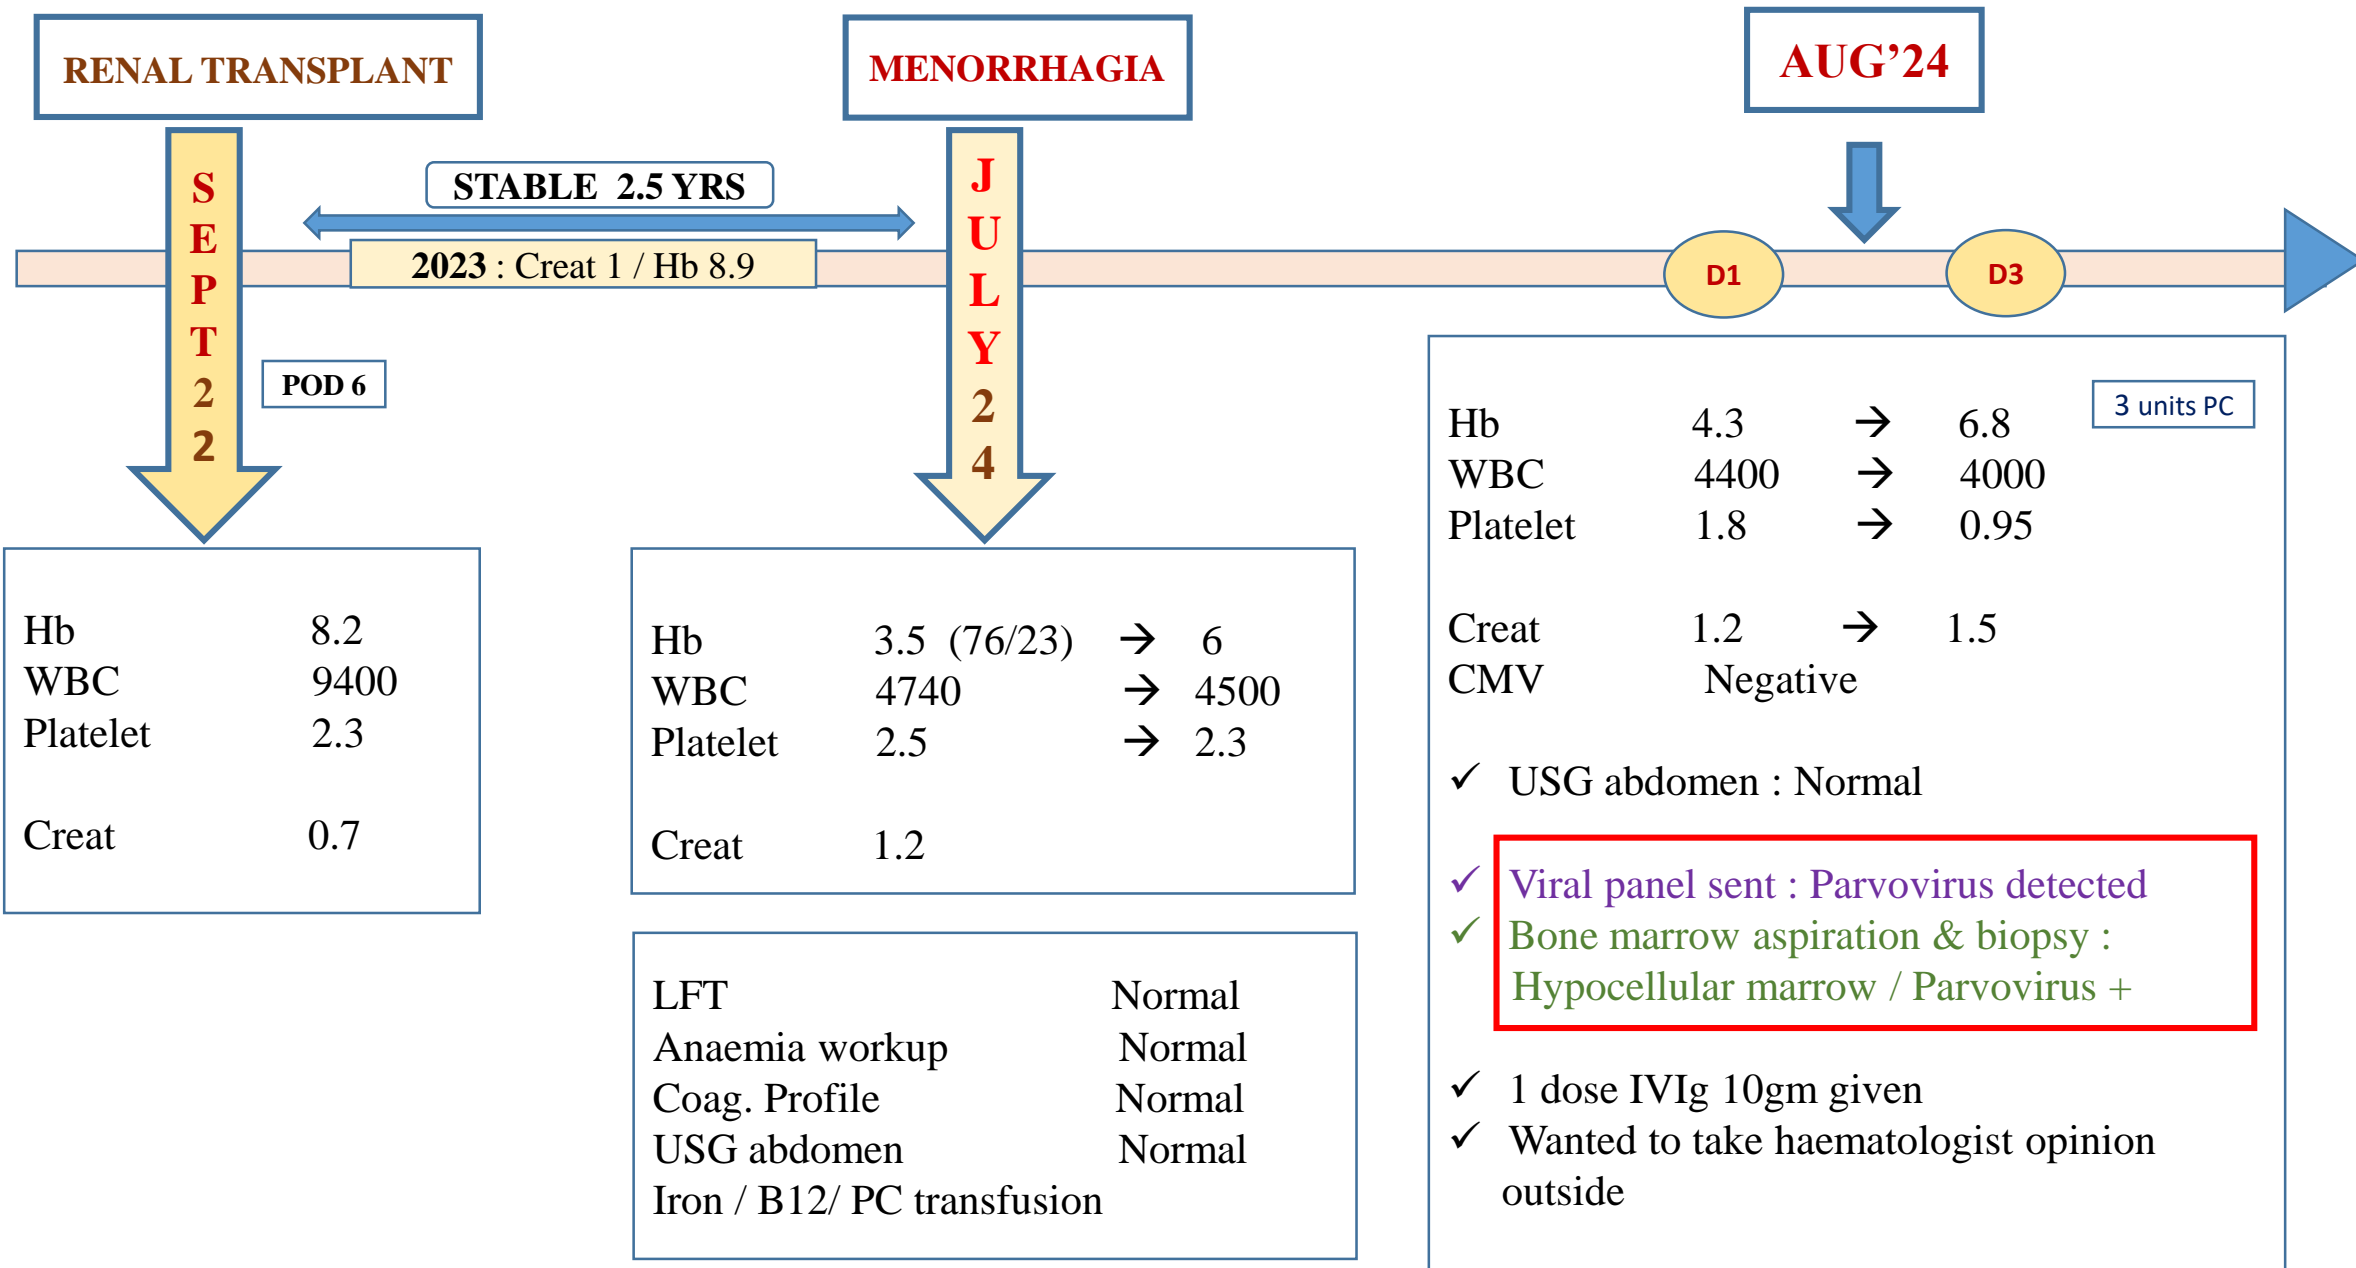 RENAL TRANSPLANT
MENORRHAGIA
AUG’24
SEPT22
STABLE 2.5 YRS
2023 : Creat 1 / Hb 8.9
JULY24
D1
D3
POD 6
Hb 8.2
WBC 9400
Platelet 2.3
Creat 0.7
Hb 3.5 (76/23) → 6
WBC 4740 → 4500
Platelet 2.5 → 2.3
Creat 1.2
LFT Normal
Anaemia workup Normal
Coag. Profile Normal
USG abdomen Normal
Iron / B12/ PC transfusion
3 units PC
Hb 4.3 → 6.8
WBC 4400 → 4000
Platelet 1.8 → 0.95
Creat 1.2 → 1.5
CMV Negative
✓ USG abdomen : Normal
✓ Viral panel sent : Parvovirus detected
✓ Bone marrow aspiration & biopsy :
Hypocellular marrow / Parvovirus +
✓ 1 dose IVIg 10gm given
✓ Wanted to take haematologist opinion
outside